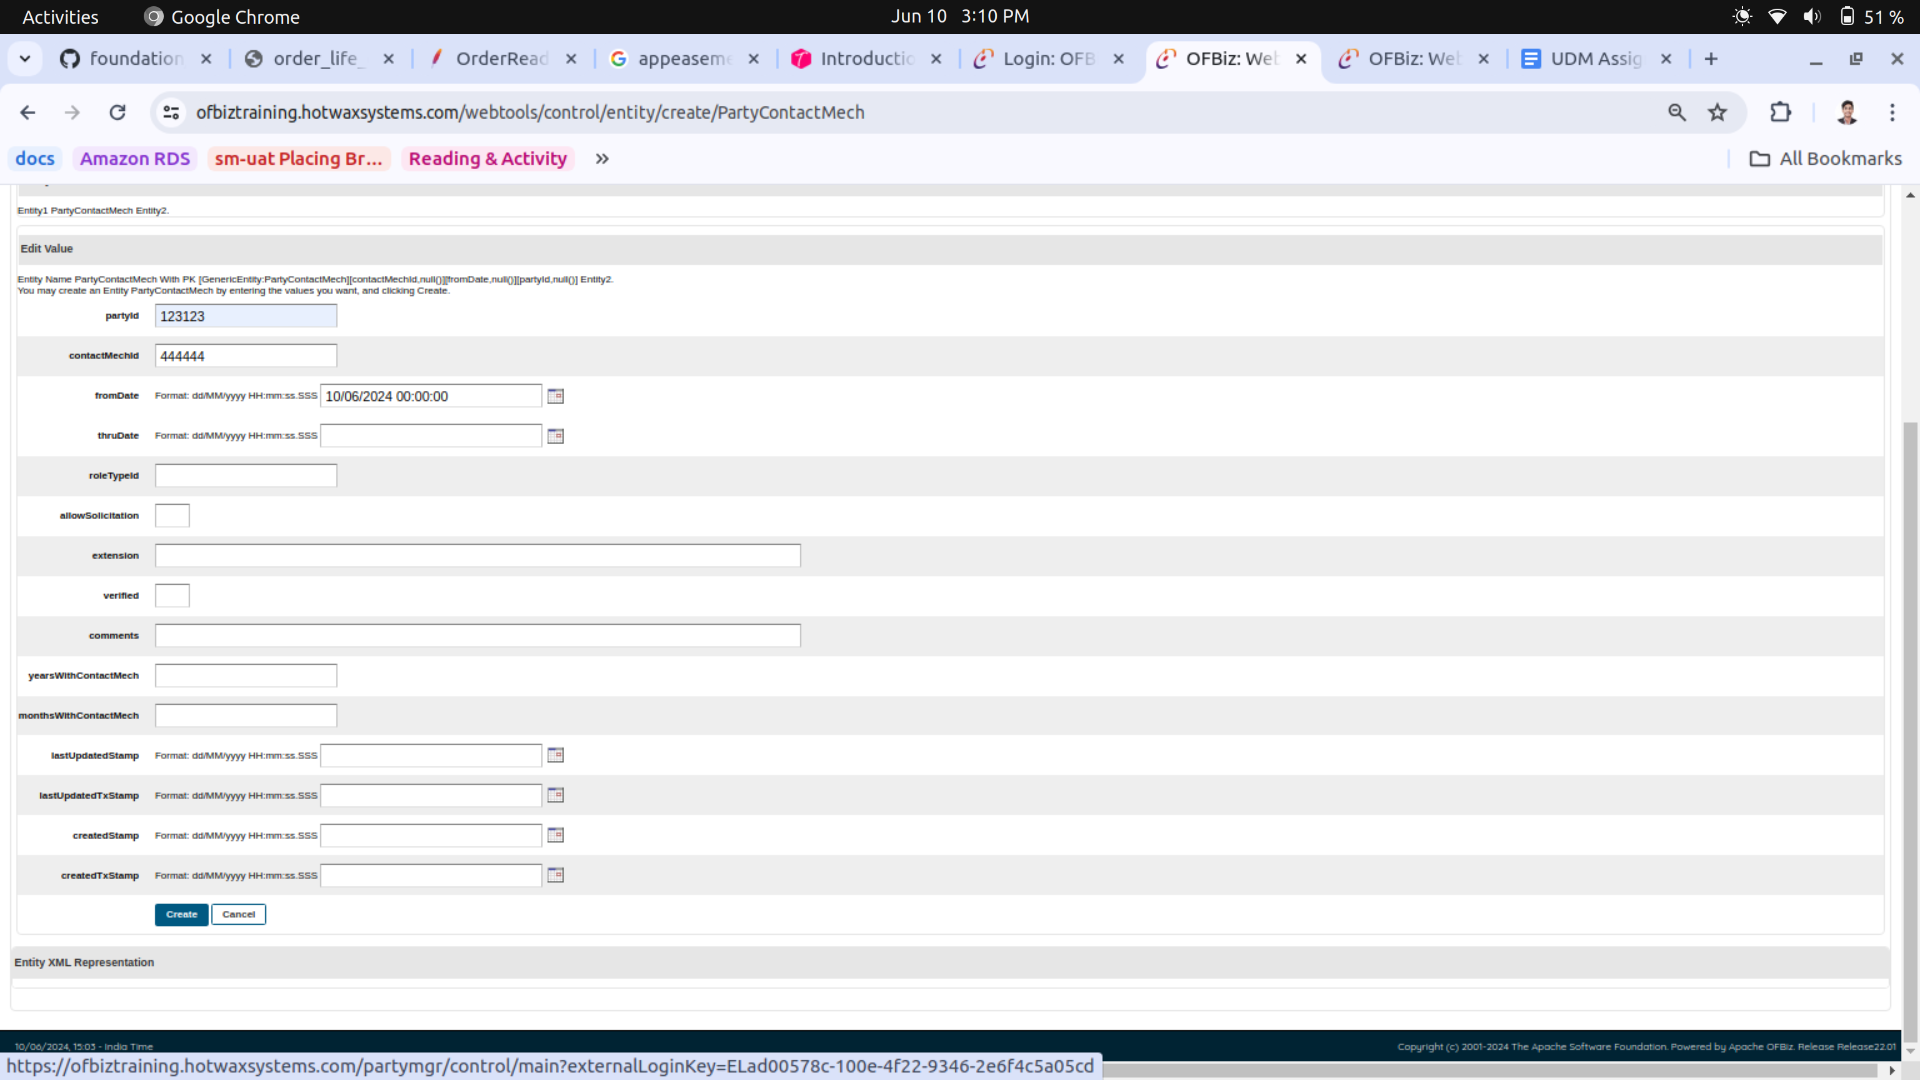 Activities Google Chrome Jun 10 3:10 PM 51 %
foundation order_life_ OrderRead appeaseme Introductio Login: OFB OFBiz: Web OFBiz: Web UDM Assig
ofbiztraining.hotwaxsystems.com/webtools/control/entity/create/PartyContactMech
docs Amazon RDS sm-uat Placing Br... Reading & Activity » All Bookmarks
Entity1 PartyContactMech Entity2.
Edit Value
Entity Name PartyContactMech With PK [GenericEntity:PartyContactMech][contactMechId,null()][fromDate,null()][partyId,null()] Entity2.
You may create an Entity PartyContactMech by entering the values you want, and clicking Create.
partyId 123123
contactMechId 444444
fromDate Format: dd/MM/yyyy HH:mm:ss.SSS 10/06/2024 00:00:00
thruDate Format: dd/MM/yyyy HH:mm:ss.SSS
roleTypeId
allowSolicitation
extension
verified
comments
yearsWithContactMech
monthsWithContactMech
lastUpdatedStamp Format: dd/MM/yyyy HH:mm:ss.SSS
lastUpdatedTxStamp Format: dd/MM/yyyy HH:mm:ss.SSS
createdStamp Format: dd/MM/yyyy HH:mm:ss.SSS
createdTxStamp Format: dd/MM/yyyy HH:mm:ss.SSS
Create Cancel
Entity XML Representation
10/06/2024, 15:03 - India Time Copyright (c) 2001-2024 The Apache Software Foundation. Powered by Apache OFBiz. Release Release22.01
https://ofbiztraining.hotwaxsystems.com/partymgr/control/main?externalLoginKey=ELad00578c-100e-4f22-9346-2e6f4c5a05cd